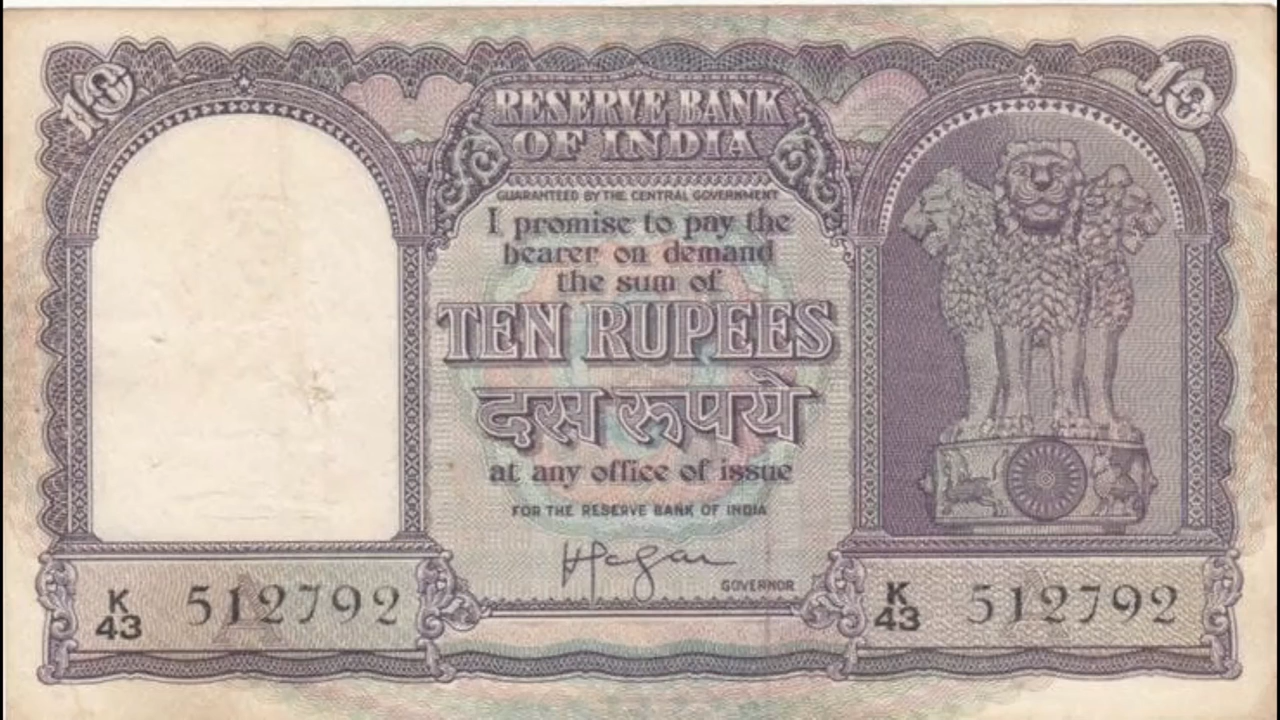 10 10
RESERVE BANK
OF INDIA
GUARANTEED BY THE CENTRAL GOVERNMENT
I promise to pay the
bearer on demand
the sum of
TEN RUPEES
दस रूपये
at any office of issue
FOR THE RESERVE BANK OF INDIA
GOVERNOR
K
43 512792
K
43 512792
A A